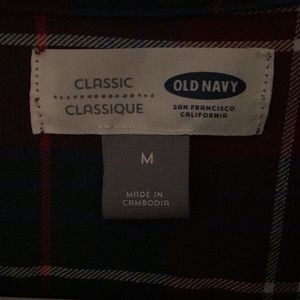 CLASSIC
CLASSIQUE
OLD NAVY
SAN FRANCISCO
CALIFORNIA
M
MADE IN
CAMBODIA